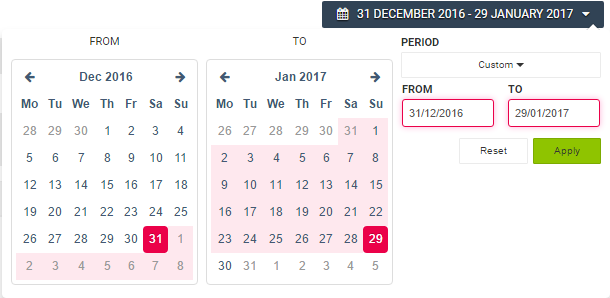 31 DECEMBER 2016 - 29 JANUARY 2017
FROM
Dec 2016
Mo Tu We Th Fr Sa Su
28 29 30 1 2 3 4
5 6 7 8 9 10 11
12 13 14 15 16 17 18
19 20 21 22 23 24 25
26 27 28 29 30 31 1
2 3 4 5 6 7 8
TO
Jan 2017
Mo Tu We Th Fr Sa Su
26 27 28 29 30 31 1
2 3 4 5 6 7 8
9 10 11 12 13 14 15
16 17 18 19 20 21 22
23 24 25 26 27 28 29
30 31 1 2 3 4 5
PERIOD
Custom
FROM TO
31/12/2016 29/01/2017
Reset Apply